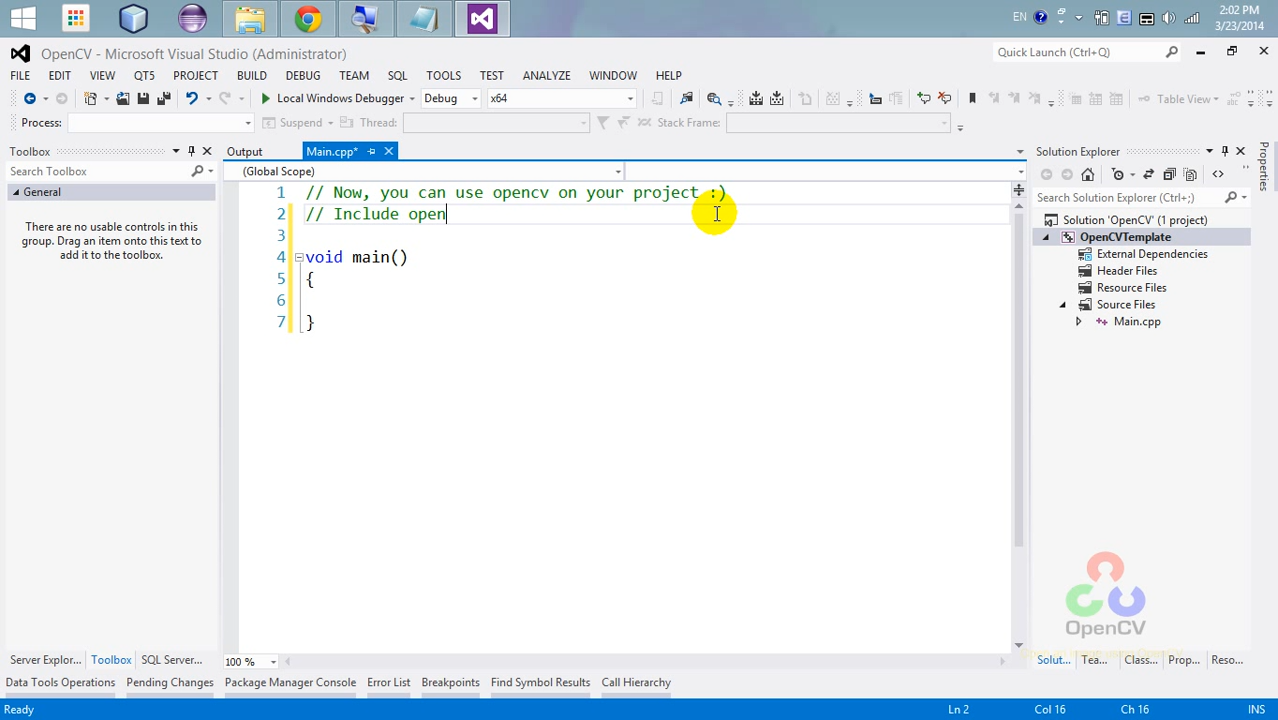 EN
2:02 PM
3/23/2014
OpenCV - Microsoft Visual Studio (Administrator)
Quick Launch (Ctrl+Q)
FILE EDIT VIEW QT5 PROJECT BUILD DEBUG TEAM SQL TOOLS TEST ANALYZE WINDOW HELP
Local Windows Debugger Debug x64 Table View
Process: Suspend Thread: Stack Frame:
Toolbox
Output Main.cpp*
Solution Explorer
Properties
Search Toolbox
(Global Scope)
Search Solution Explorer (Ctrl+;)
General
There are no usable controls in this
group. Drag an item onto this text to
add it to the toolbox.
1 // Now, you can use opencv on your project :)
2 // Include open
3
4 void main()
5 {
6
7 }
Solution 'OpenCV' (1 project)
OpenCVTemplate
External Dependencies
Header Files
Resource Files
Source Files
Main.cpp
OpenCV
100 %
Server Explor... Toolbox SQL Server...
Solut... Tea... Class... Prop... Reso...
Data Tools Operations Pending Changes Package Manager Console Error List Breakpoints Find Symbol Results Call Hierarchy
Ready Ln 2 Col 16 Ch 16 INS